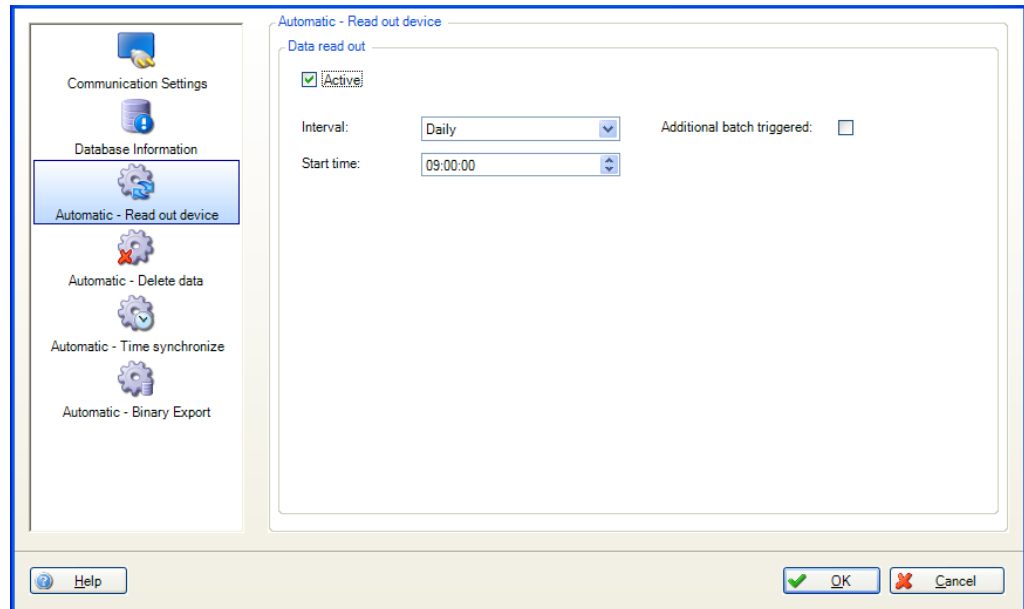 Communication Settings
Database Information
Automatic - Read out device
Automatic - Delete data
Automatic - Time synchronize
Automatic - Binary Export
Automatic - Read out device
Data read out
Active
Interval: Daily Additional batch triggered:
Start time: 09:00:00
Help OK Cancel